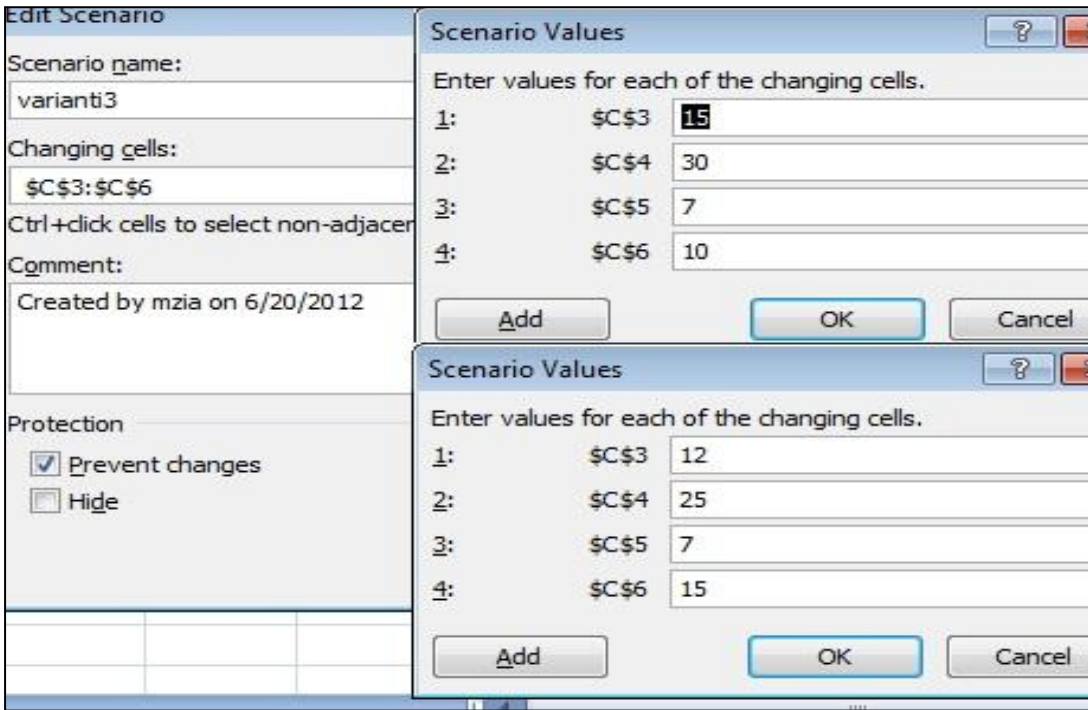 Edit Scenario
Scenario name:
varianti3
Changing cells:
$C$3:$C$6
Ctrl+click cells to select non-adjacer
Comment:
Created by mzia on 6/20/2012
Protection
Prevent changes
Hide
Scenario Values
Enter values for each of the changing cells.
1: $C$3 15
2: $C$4 30
3: $C$5 7
4: $C$6 10
Add OK Cancel
Scenario Values
Enter values for each of the changing cells.
1: $C$3 12
2: $C$4 25
3: $C$5 7
4: $C$6 15
Add OK Cancel